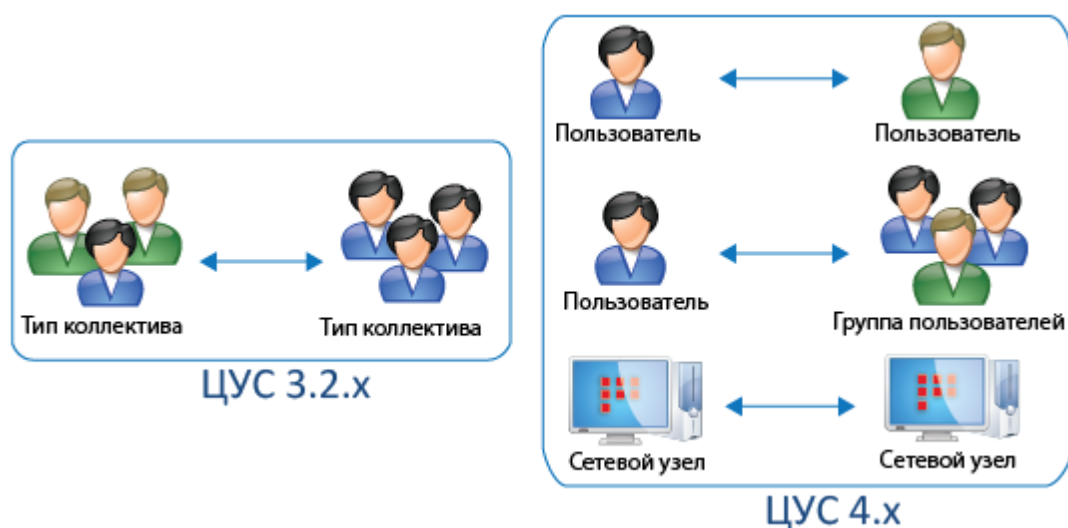 Тип коллектива
Тип коллектива
ЦУС 3.2.x
Пользователь
Пользователь
Пользователь
Группа пользователей
Сетевой узел
Сетевой узел
ЦУС 4.x